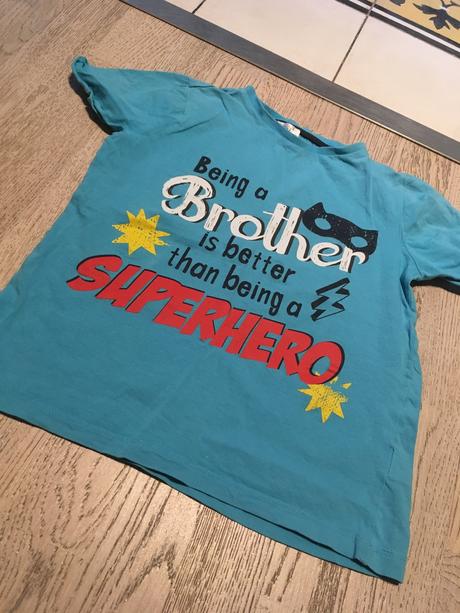 Being a
Brother
is better
than being a
SUPERHERO